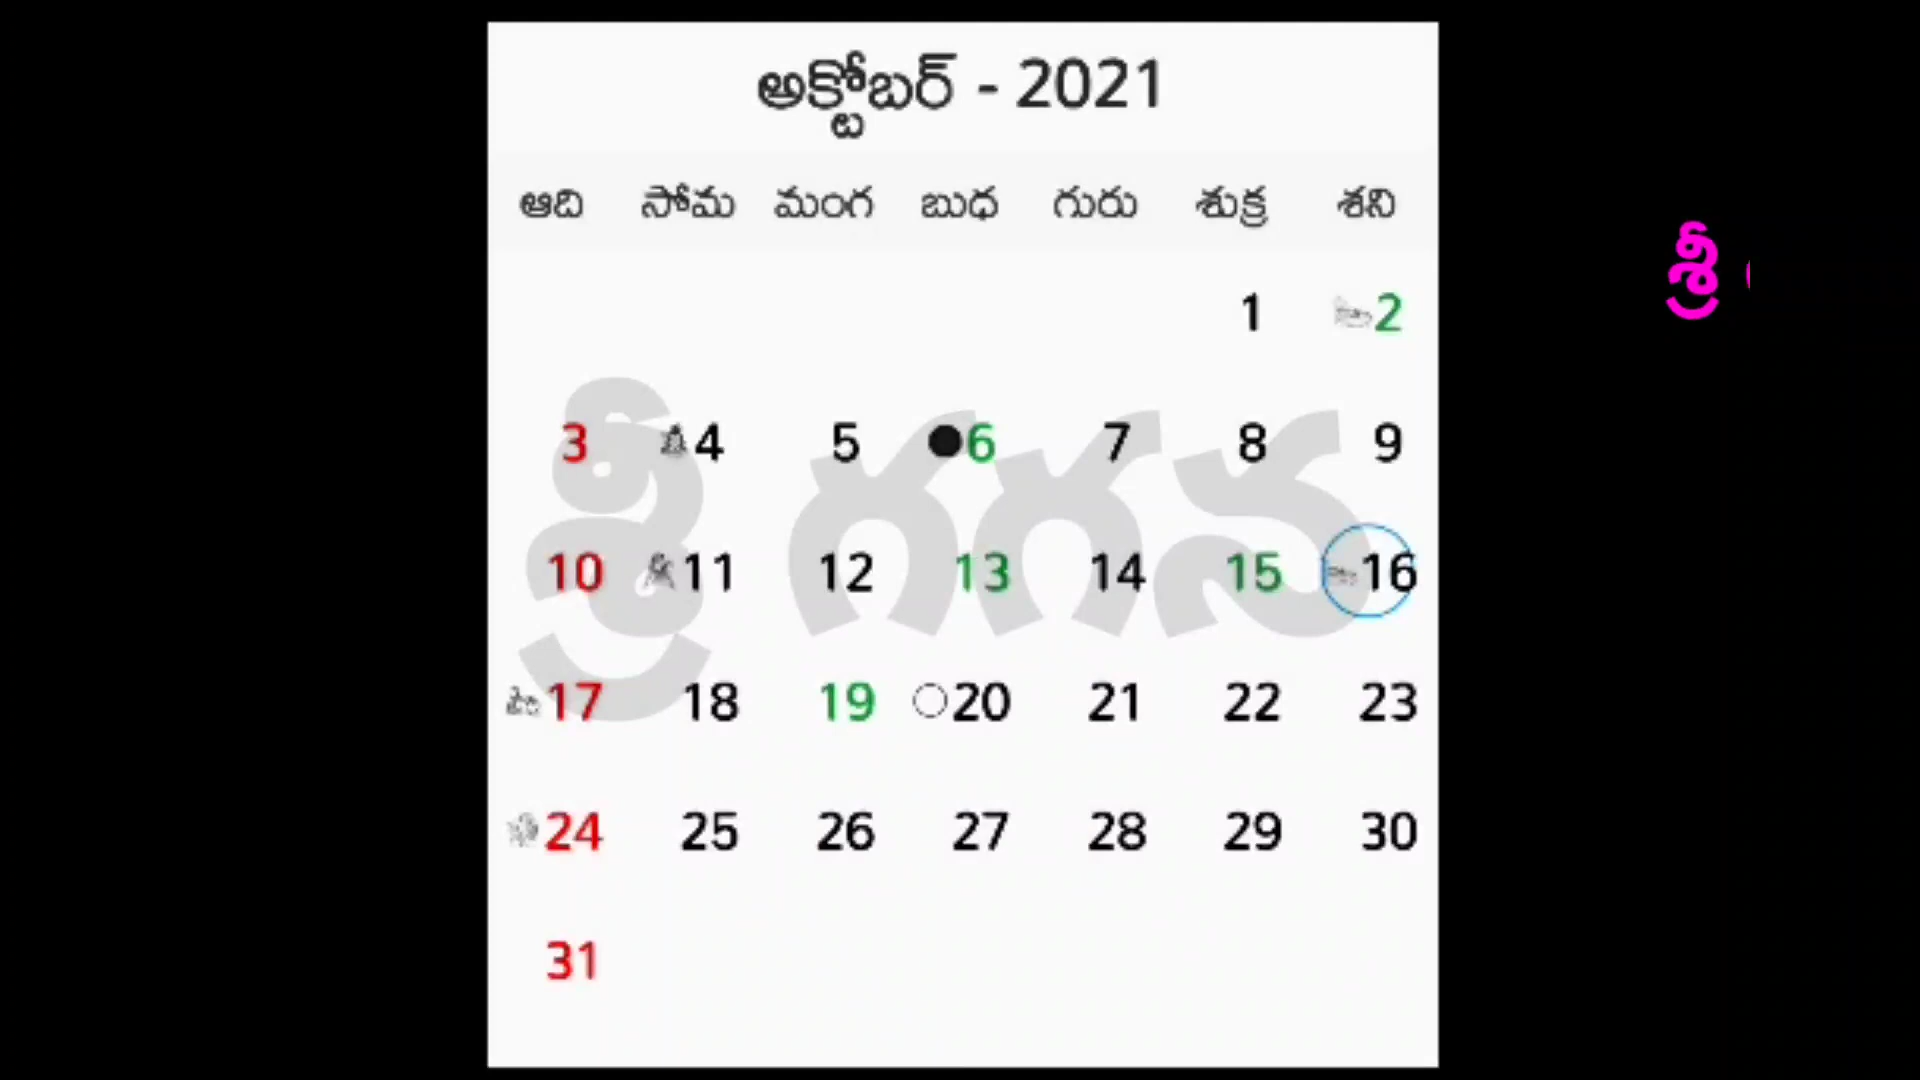 అక్టోబర్ - 2021
ఆది సోమ మంగ బుధ గురు శుక్ర శని
1 2
3 4 5 6 7 8 9
10 11 12 13 14 15 16
17 18 19 20 21 22 23
24 25 26 27 28 29 30
31
శ్రీ గగన
శ్రీ